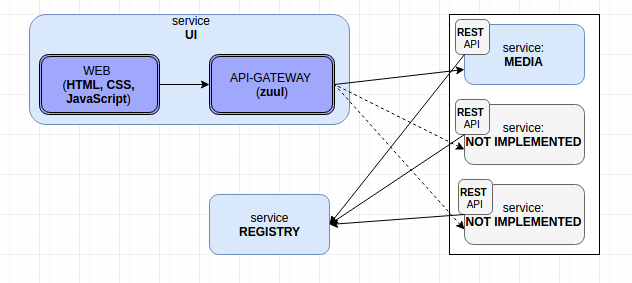 service
UI
WEB
(HTML, CSS,
JavaScript)
API-GATEWAY
(zuul)
REST
API
service:
MEDIA
REST
API
service:
NOT IMPLEMENTED
REST
API
service:
NOT IMPLEMENTED
service
REGISTRY